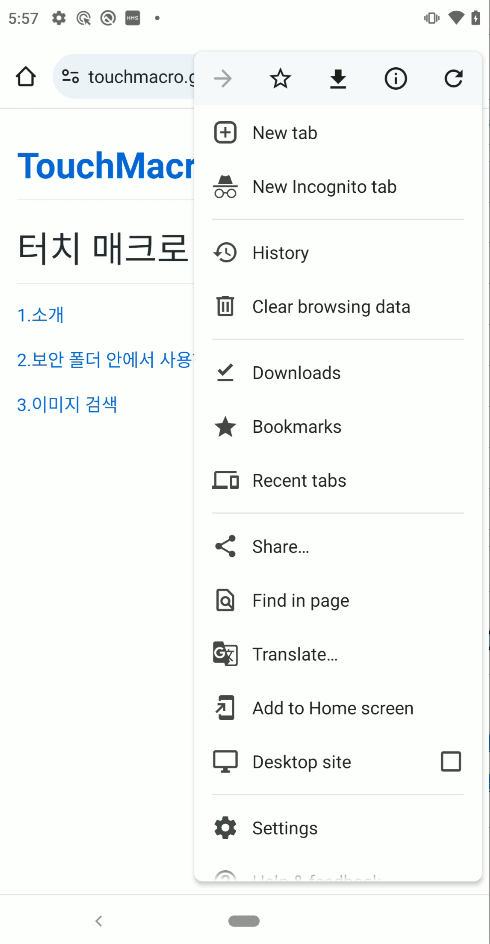 5:57
touchmacro.g
New tab
New Incognito tab
TouchMacr
터치 매크로
History
Clear browsing data
1.소개
2.보안 폴더 안에서 사용
Downloads
3.이미지 검색
Bookmarks
Recent tabs
Share…
Find in page
Translate…
Add to Home screen
Desktop site
Settings
Help & feedback